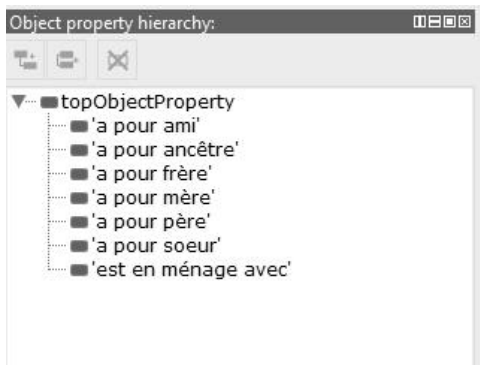 Object property hierarchy:
topObjectProperty
'a pour ami'
'a pour ancêtre'
'a pour frère'
'a pour mère'
'a pour père'
'a pour soeur'
'est en ménage avec'